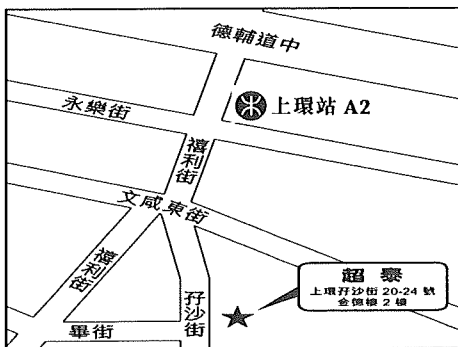 德輔道中
上環站 A2
永樂街
禧利街
文咸東街
禧利街
孖沙街
畢街
超泰
上環孖沙街 20-24 號
金德樓 2 樓